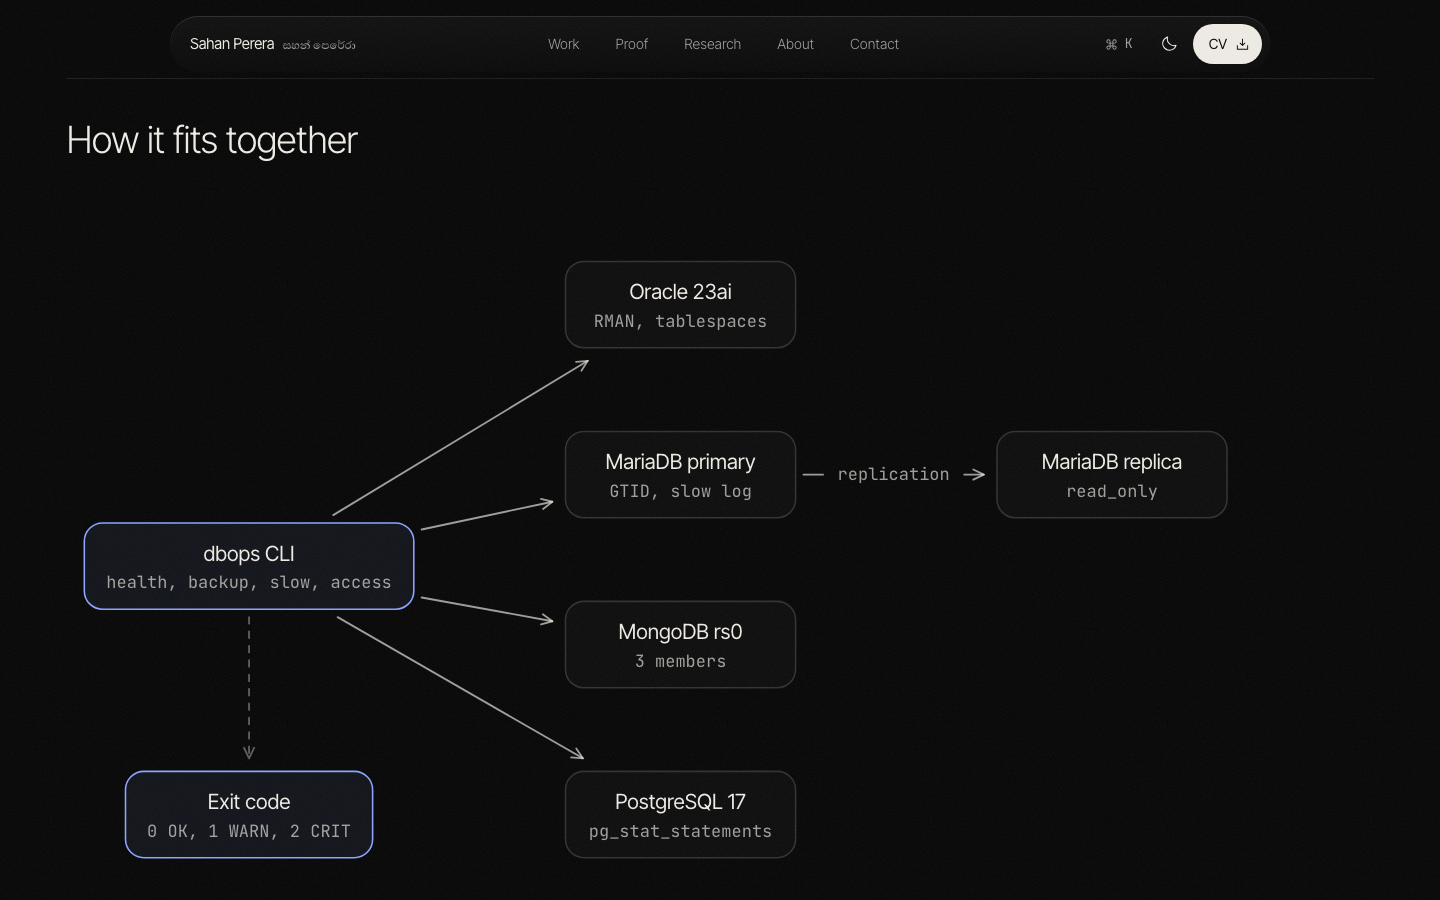 Sahan Perera සහන් පෙරේරා
Work
Proof
Research
About
Contact
⌘ K
CV
How it fits together
Oracle 23ai
RMAN, tablespaces
MariaDB primary
GTID, slow log
replication
MariaDB replica
read_only
dbops CLI
health, backup, slow, access
MongoDB rs0
3 members
Exit code
0 OK, 1 WARN, 2 CRIT
PostgreSQL 17
pg_stat_statements